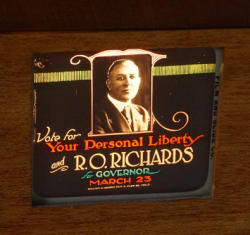 Vote for
Your Personal Liberty
and R.O. RICHARDS
for GOVERNOR
MARCH 23